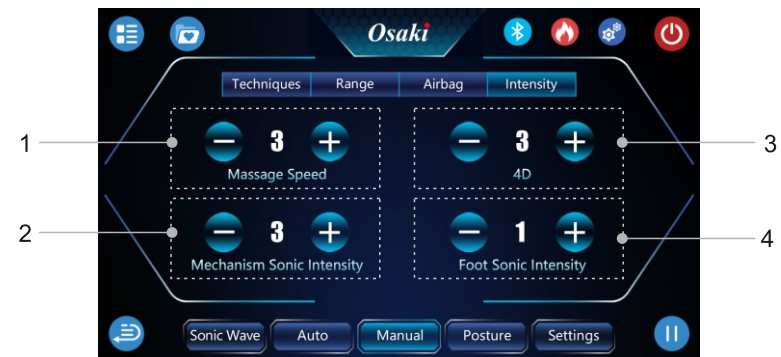 Osaki
Techniques Range Airbag Intensity
1 3 3 3
Massage Speed 4D
2 3 1 4
Mechanism Sonic Intensity Foot Sonic Intensity
Sonic Wave Auto Manual Posture Settings